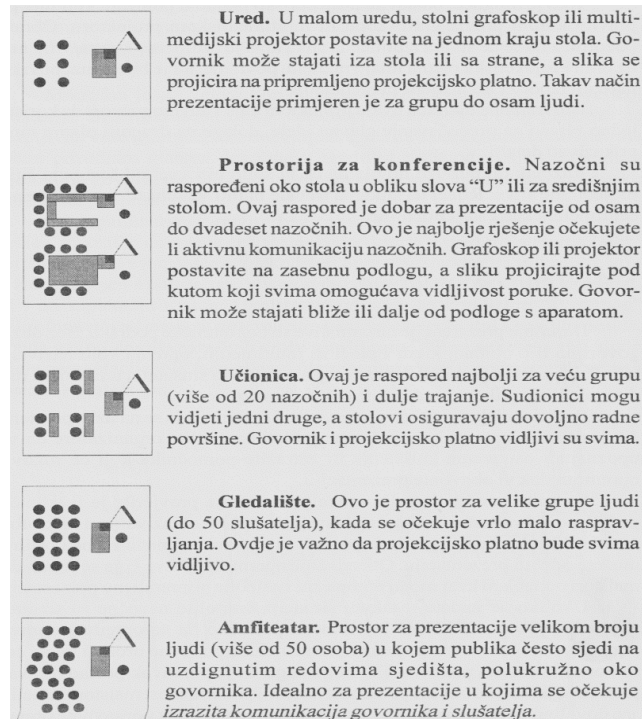 Ured. U malom uredu, stolni grafoskop ili multi-
medijski projektor postavite na jednom kraju stola. Go-
vornik može stajati iza stola ili sa strane, a slika se
projicira na pripremljeno projekcijsko platno. Takav način
prezentacije primjeren je za grupu do osam ljudi.
Prostorija za konferencije. Nazočni su
raspoređeni oko stola u obliku slova “U” ili za središnjim
stolom. Ovaj raspored je dobar za prezentacije od osam
do dvadeset nazočnih. Ovo je najbolje rješenje očekujete
li aktivnu komunikaciju nazočnih. Grafoskop ili projektor
postavite na zasebnu podlogu, a sliku projicirajte pod
kutom koji svima omogućava vidljivost poruke. Govor-
nik može stajati bliže ili dalje od podloge s aparatom.
Učionica. Ovaj je raspored najbolji za veću grupu
(više od 20 nazočnih) i dulje trajanje. Sudionici mogu
vidjeti jedni druge, a stolovi osiguravaju dovoljno radne
površine. Govornik i projekcijsko platno vidljivi su svima.
Gledalište. Ovo je prostor za velike grupe ljudi
(do 50 slušatelja), kada se očekuje vrlo malo rasprav-
ljanja. Ovdje je važno da projekcijsko platno bude svima
vidljivo.
Amfiteatar. Prostor za prezentacije velikom broju
ljudi (više od 50 osoba) u kojem publika često sjedi na
uzdignutim redovima sjedišta, polukružno oko
govornika. Idealno za prezentacije u kojima se očekuje
izrazita komunikacija govornika i slušatelja.